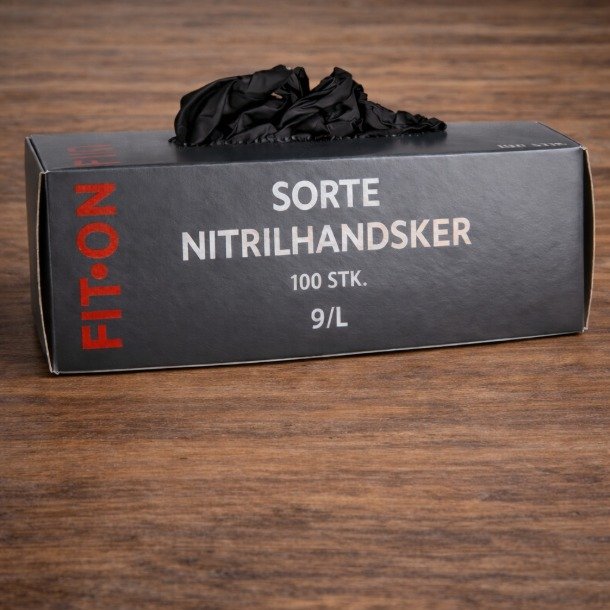 FIT•ON
SORTE
NITRILHANDSKER
100 STK.
9/L